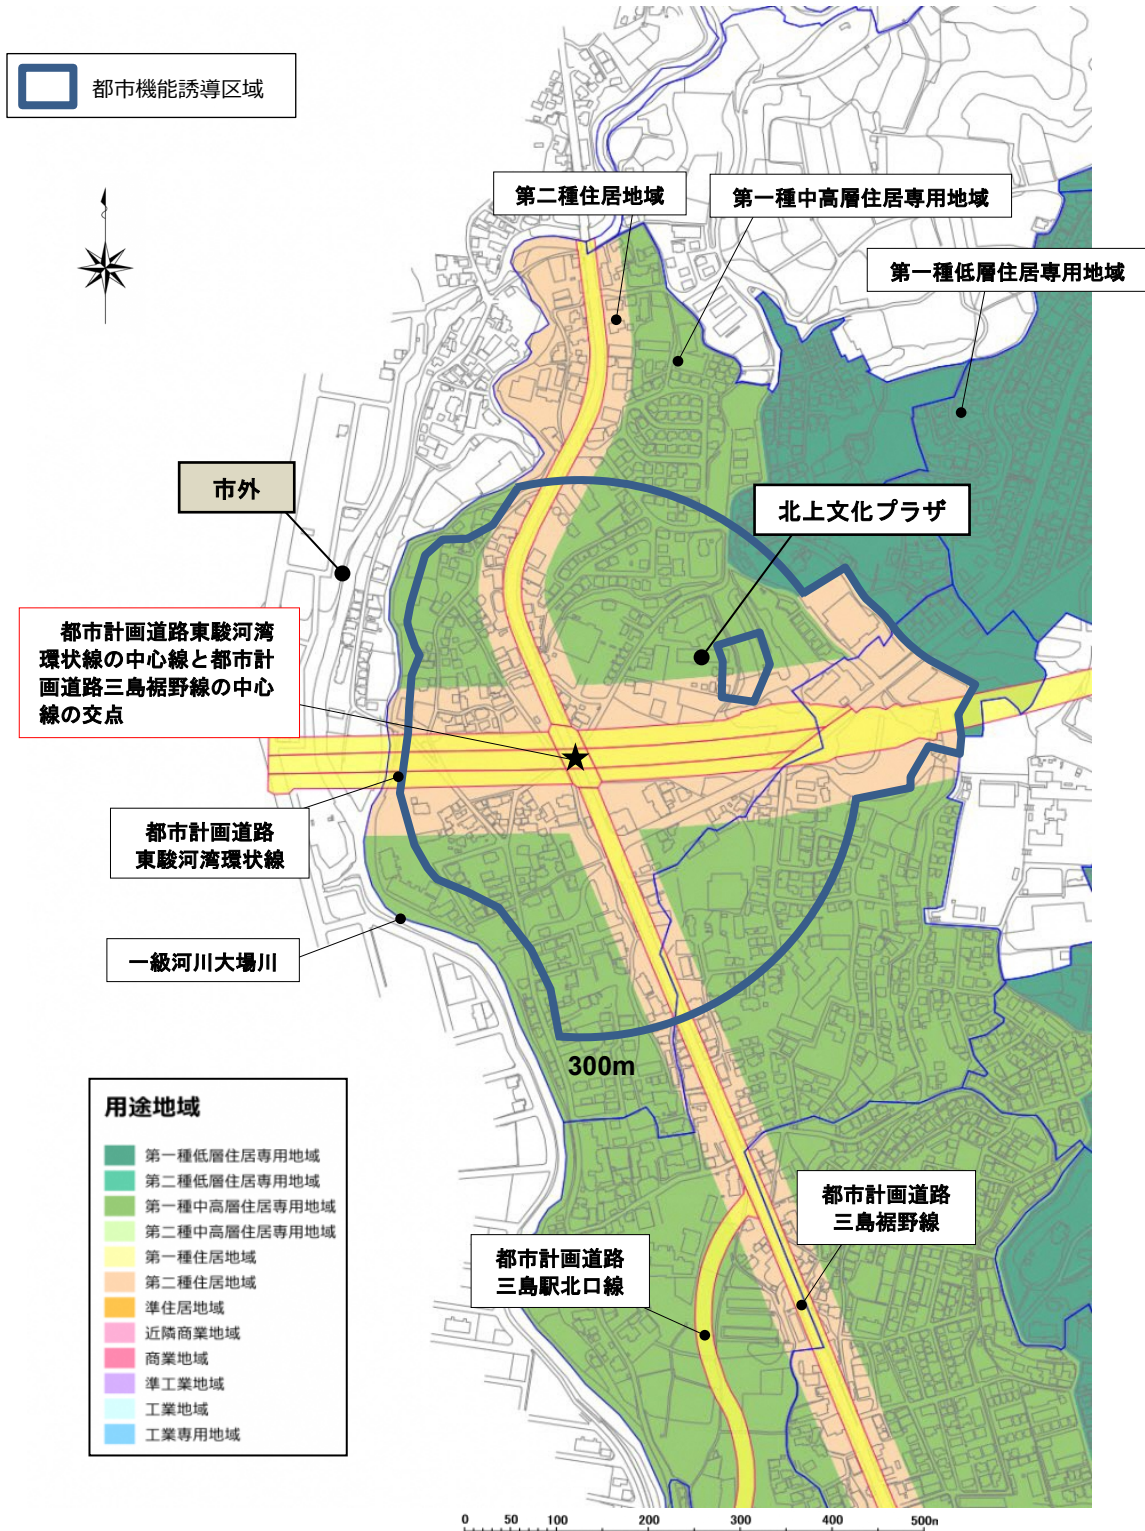 都市機能誘導区域
第二種住居地域
第一種中高層住居専用地域
第一種低層住居専用地域
市外
北上文化プラザ
都市計画道路東駿河湾
環状線の中心線と都市計
画道路三島裾野線の中心
線の交点
都市計画道路
東駿河湾環状線
一級河川大場川
300m
用途地域
第一種低層住居専用地域
第二種低層住居専用地域
第一種中高層住居専用地域
第二種中高層住居専用地域
第一種住居地域
第二種住居地域
準住居地域
近隣商業地域
商業地域
準工業地域
工業地域
工業専用地域
都市計画道路
三島裾野線
都市計画道路
三島駅北口線
0 50 100 200 300 400 500m